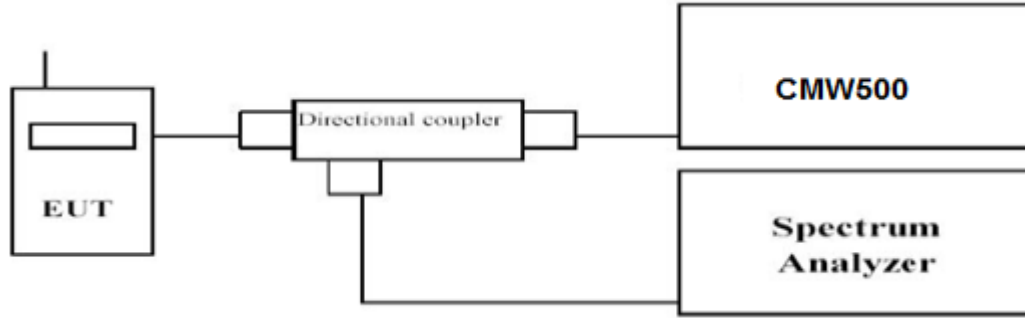 Directional coupler
CMW500
EUT
Spectrum
Analyzer